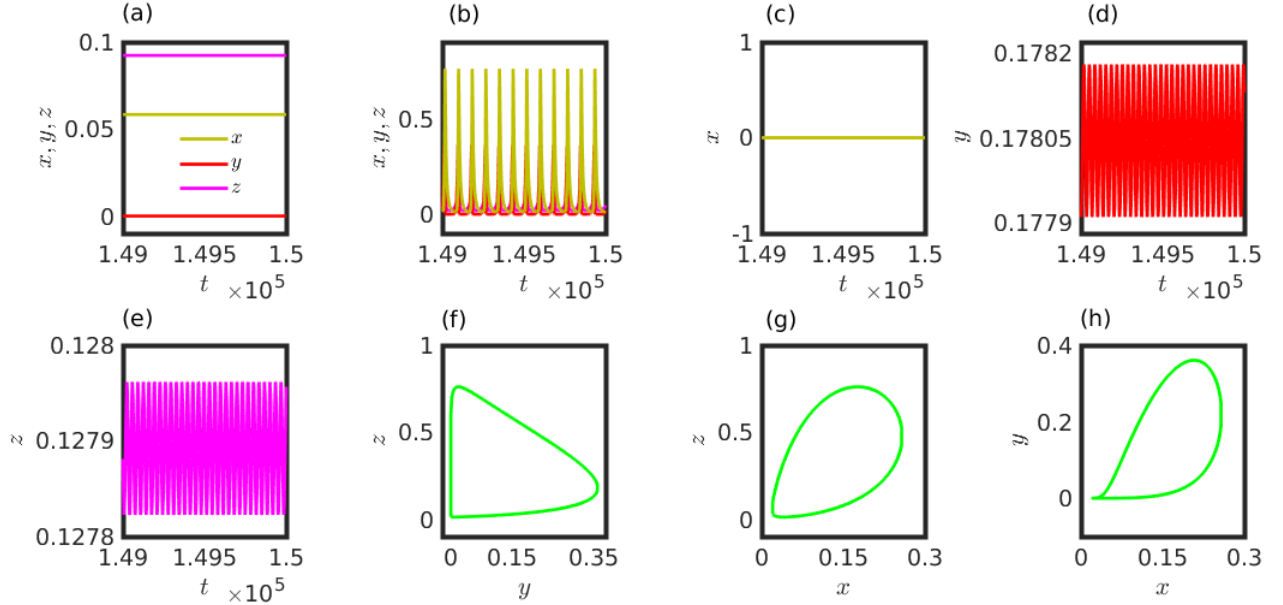 (a)
0.1
0.05
0
x, y, z
x
y
z
1.49 1.495 1.5
t ×10^5
(b)
0.5
0
x, y, z
1.49 1.495 1.5
t ×10^5
(c)
1
0
-1
x
1.49 1.495 1.5
t ×10^5
(d)
0.1782
0.17805
0.1779
y
1.49 1.495 1.5
t ×10^5
(e)
0.128
0.1279
0.1278
z
1.49 1.495 1.5
t ×10^5
(f)
1
0.5
0
z
0 0.15 0.35
y
(g)
1
0.5
0
z
0 0.15 0.3
x
(h)
0.4
0.2
0
y
0 0.15 0.3
x